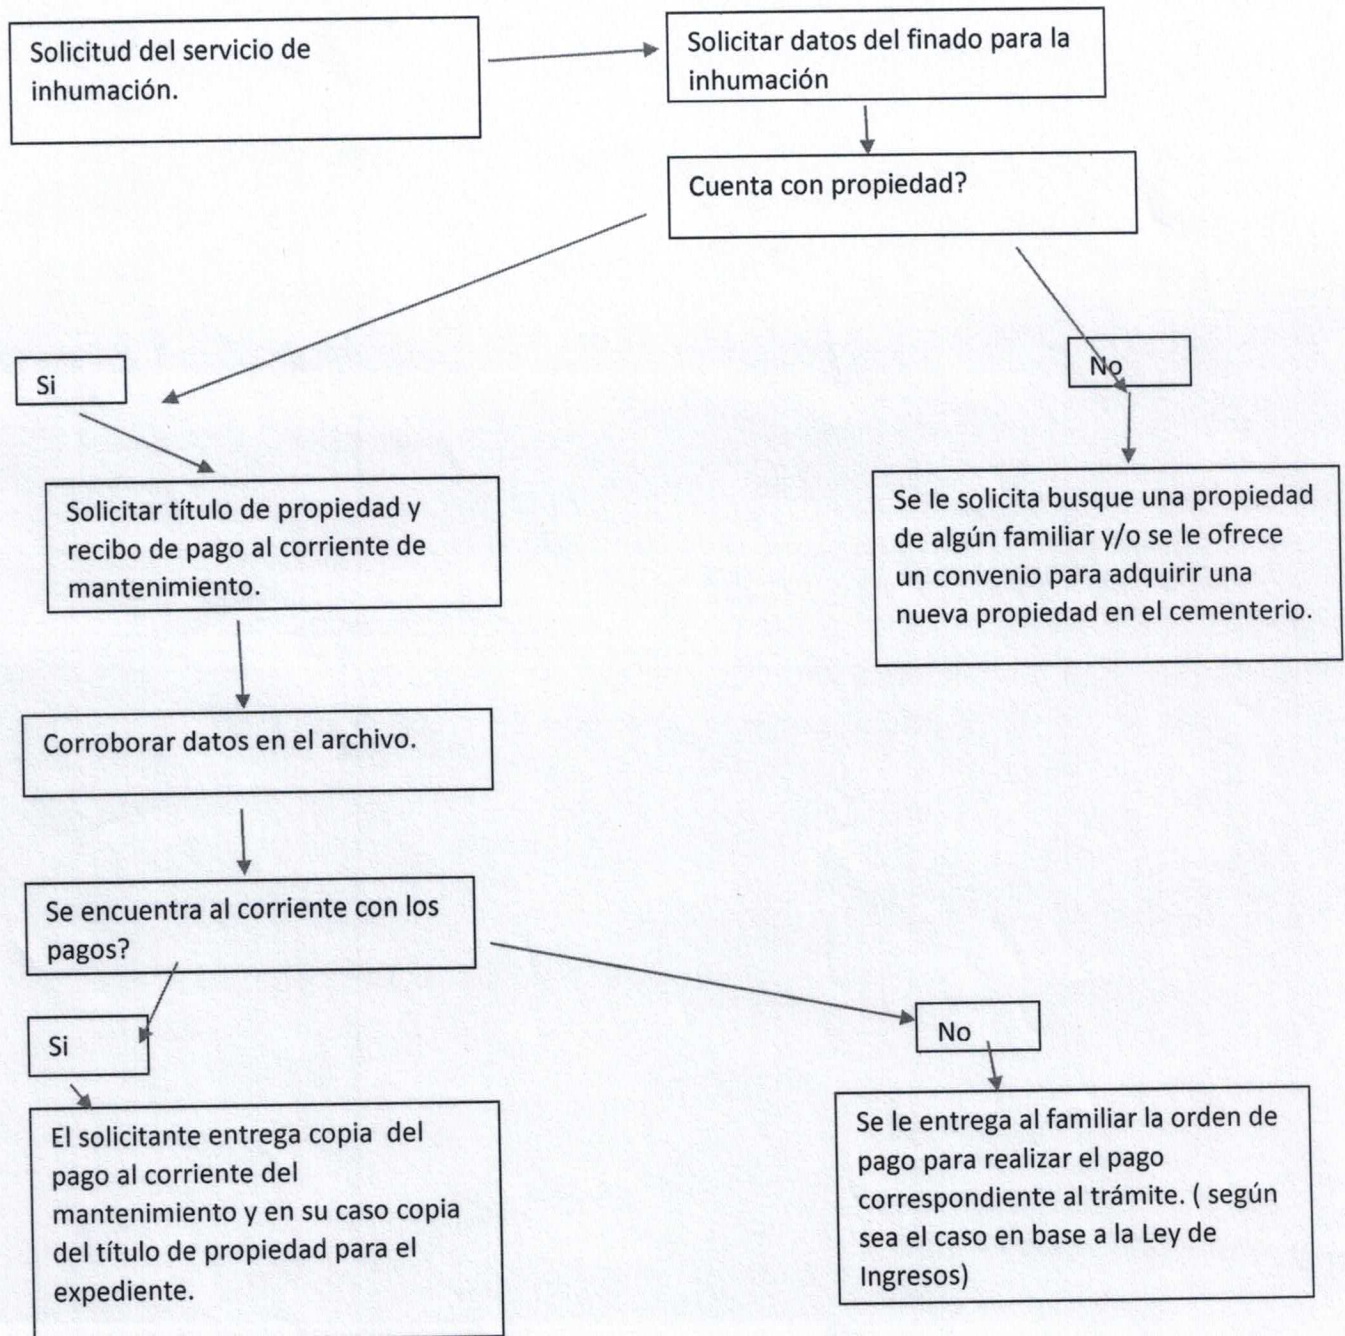 Solicitud del servicio de
inhumación.
Solicitar datos del finado para la
inhumación
Cuenta con propiedad?
Si
No
Solicitar título de propiedad y
recibo de pago al corriente de
mantenimiento.
Se le solicita busque una propiedad
de algún familiar y/o se le ofrece
un convenio para adquirir una
nueva propiedad en el cementerio.
Corroborar datos en el archivo.
Se encuentra al corriente con los
pagos?
Si
No
El solicitante entrega copia  del
pago al corriente del
mantenimiento y en su caso copia
del título de propiedad para el
expediente.
Se le entrega al familiar la orden de
pago para realizar el pago
correspondiente al trámite. ( según
sea el caso en base a la Ley de
Ingresos)